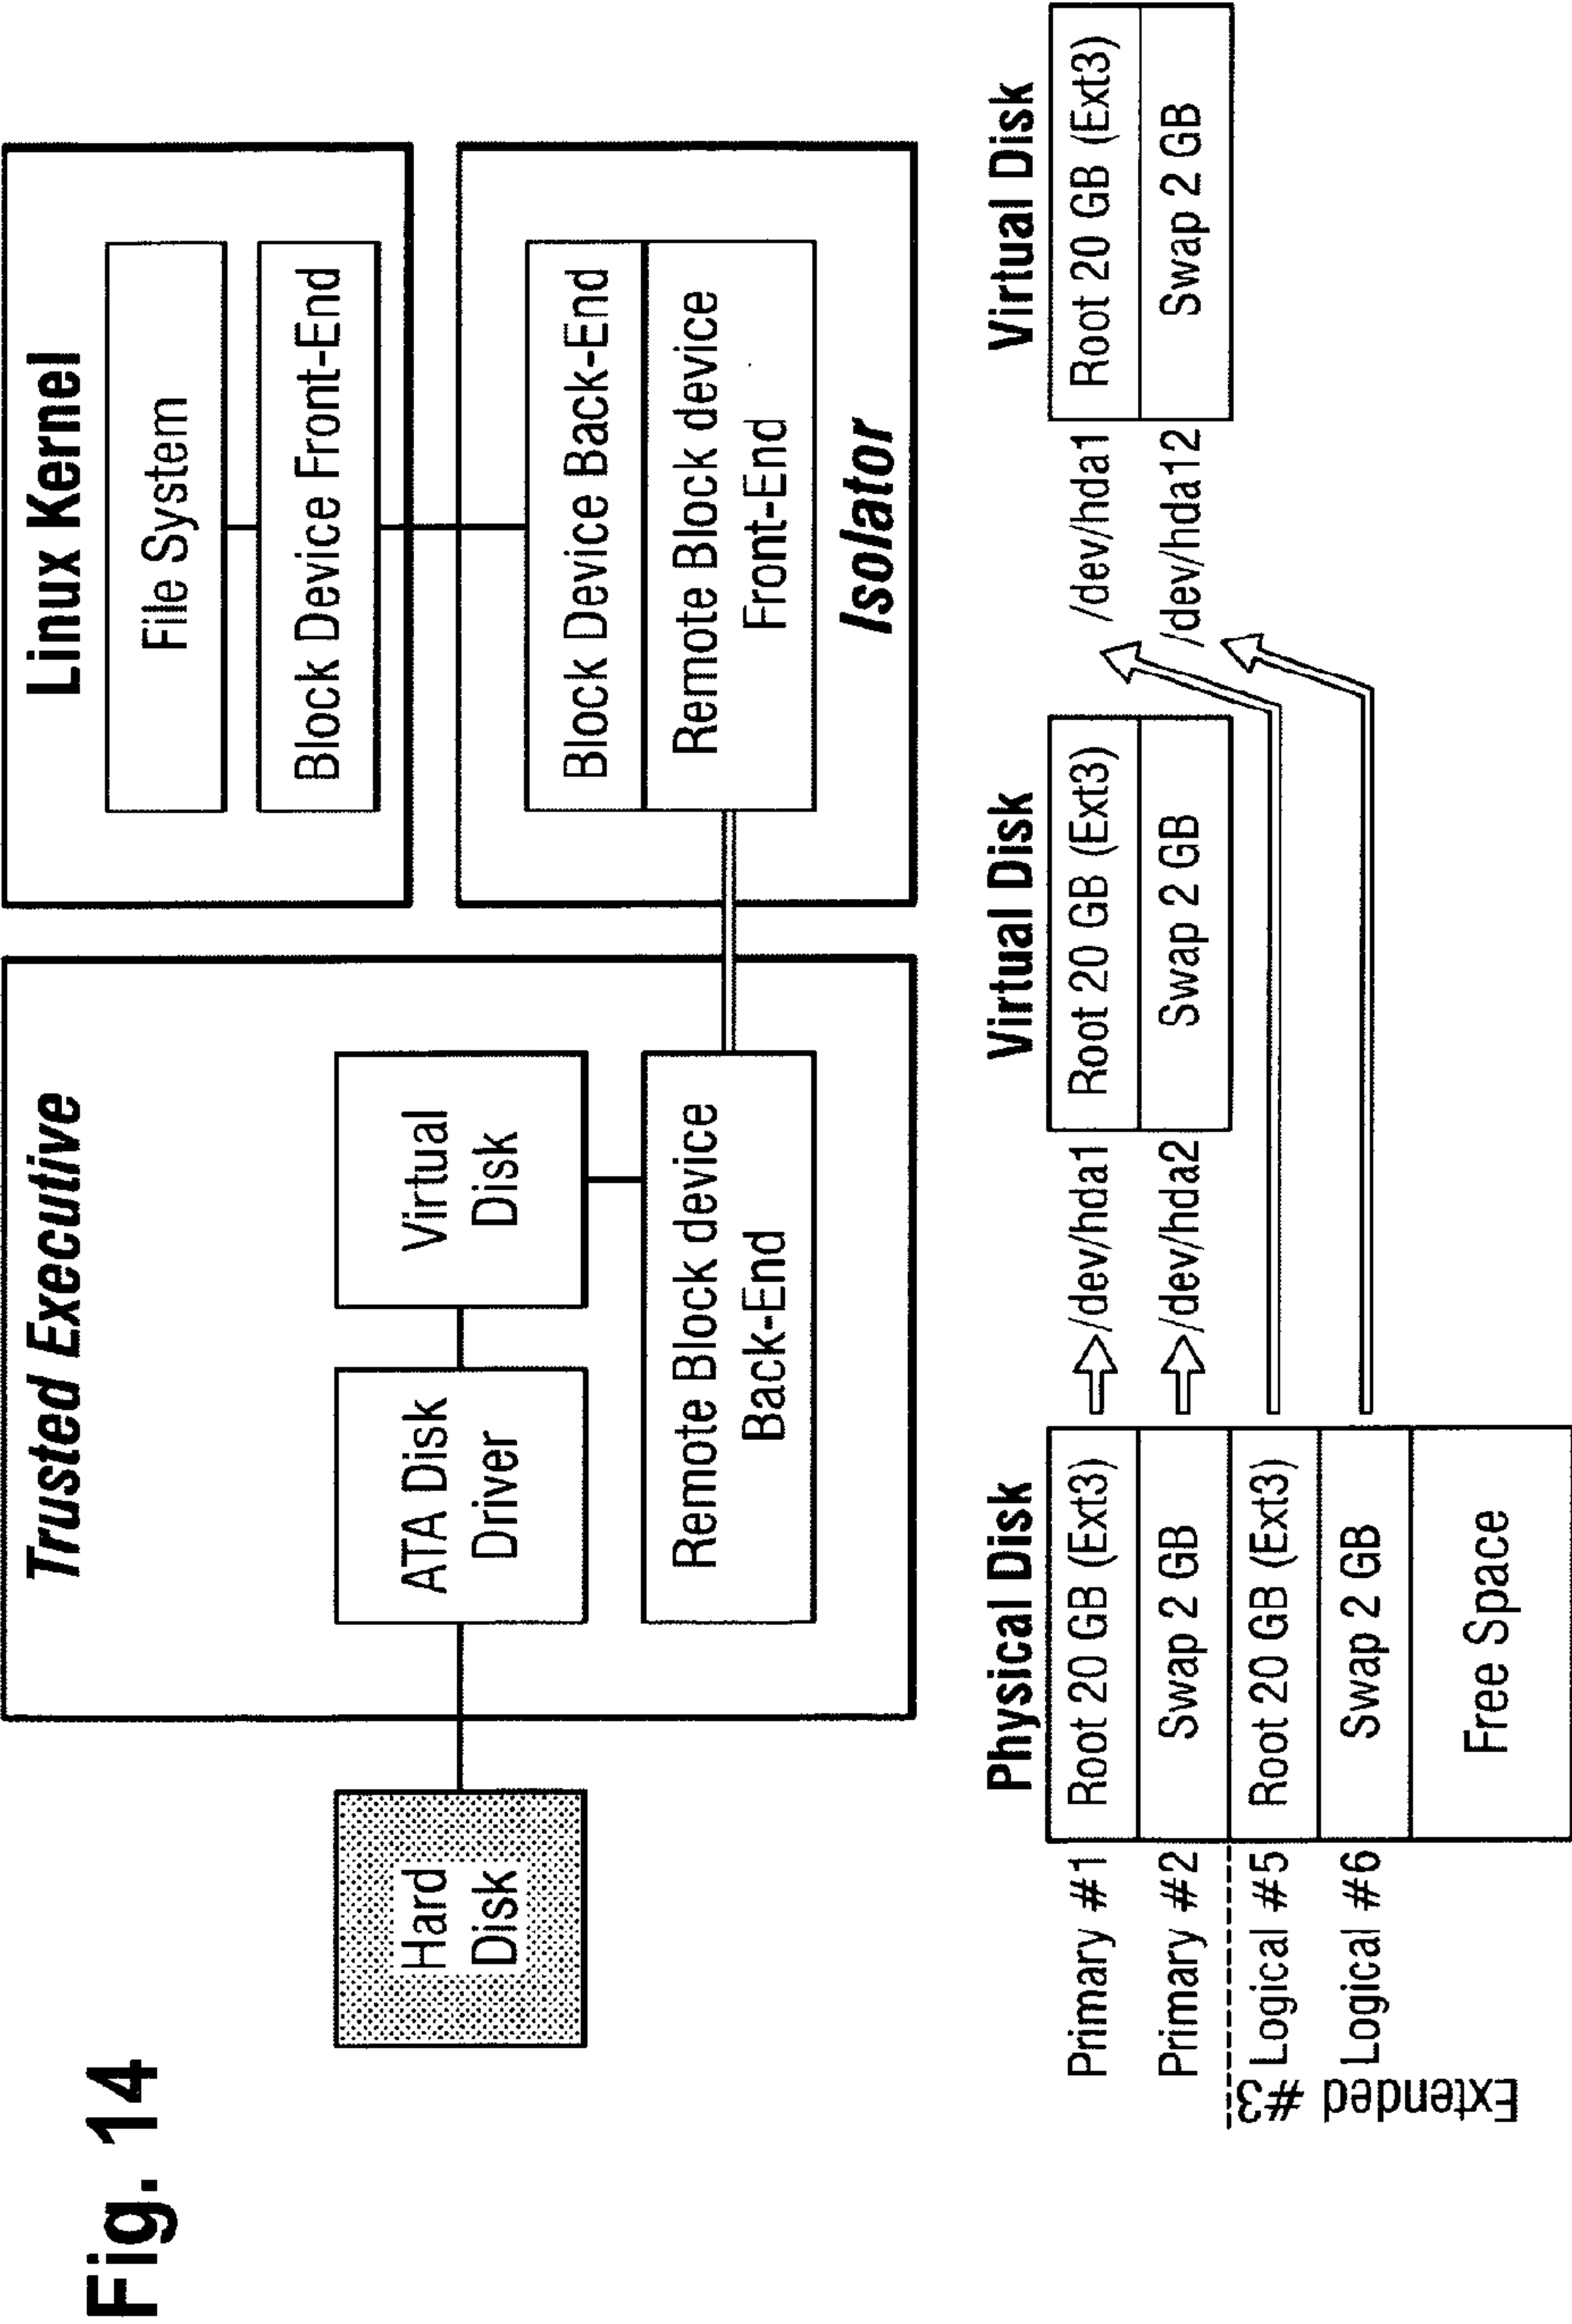 Fig. 14
Trusted Executive
Hard
Disk
ATA Disk
Driver
Virtual
Disk
Remote Block device
Back-End
Linux Kernel
File System
Block Device Front-End
Block Device Back-End
Remote Block device
Front-End
Isolator
Physical Disk
Primary #1
Root 20 GB (Ext3)
Primary #2
Swap 2 GB
Extended #3
Logical #5
Root 20 GB (Ext3)
Logical #6
Swap 2 GB
Free Space
Virtual Disk
/dev/hda1
Root 20 GB (Ext3)
/dev/hda2
Swap 2 GB
Virtual Disk
/dev/hda1
Root 20 GB (Ext3)
/dev/hda12
Swap 2 GB